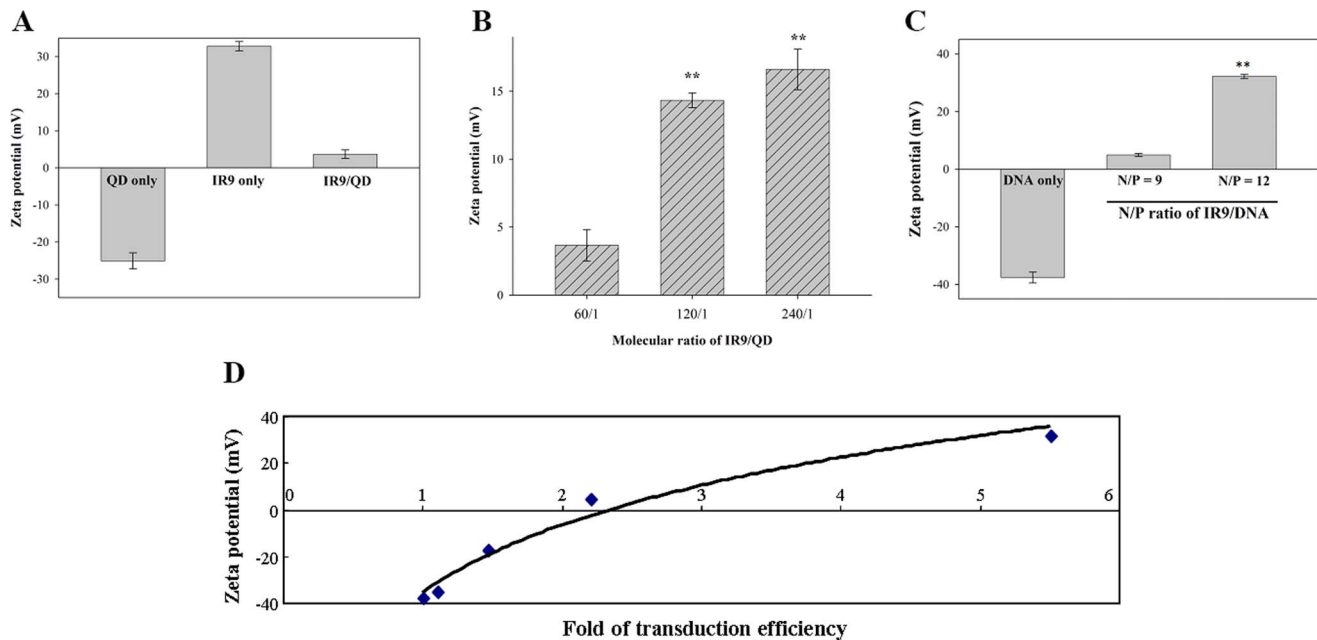 A
Zeta potential (mV)
30
20
10
0
-10
-20
-30
QD only
IR9 only
IR9/QD
B
Zeta potential (mV)
15
10
5
0
**
**
60/1
120/1
240/1
Molecular ratio of IR9/QD
C
Zeta potential (mV)
40
20
0
-20
-40
**
DNA only
N/P = 9
N/P = 12
N/P ratio of IR9/DNA
D
Zeta potential (mV)
40
20
0
-20
-40
0 1 2 3 4 5 6
Fold of transduction efficiency